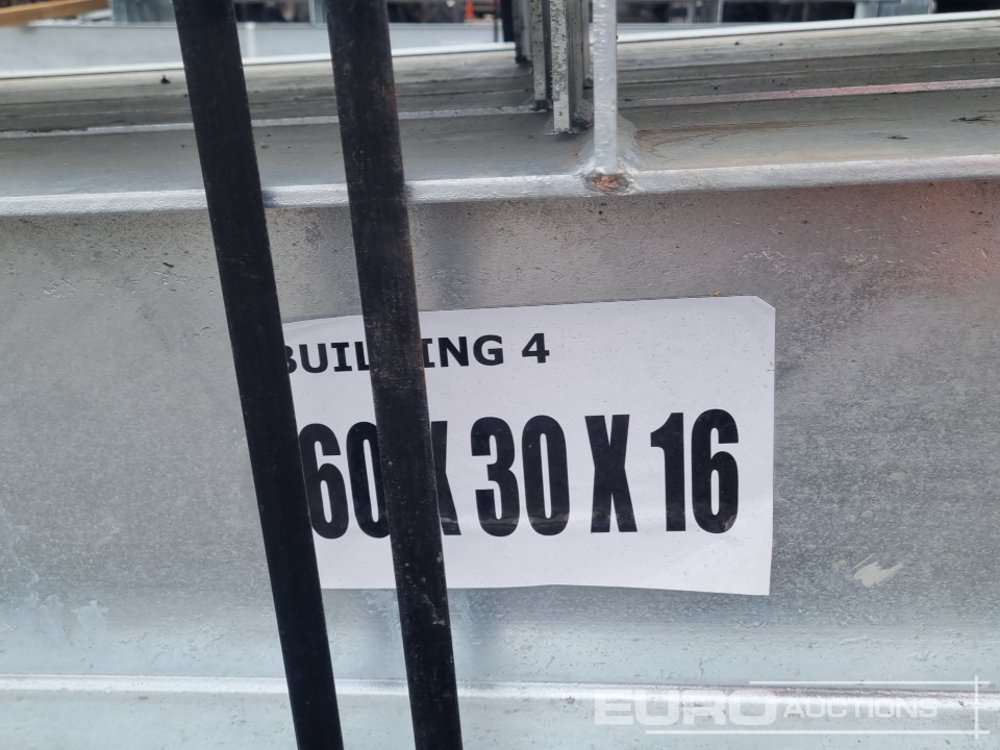 BUILDING 4
60 X 30 X 16
EURO AUCTIONS